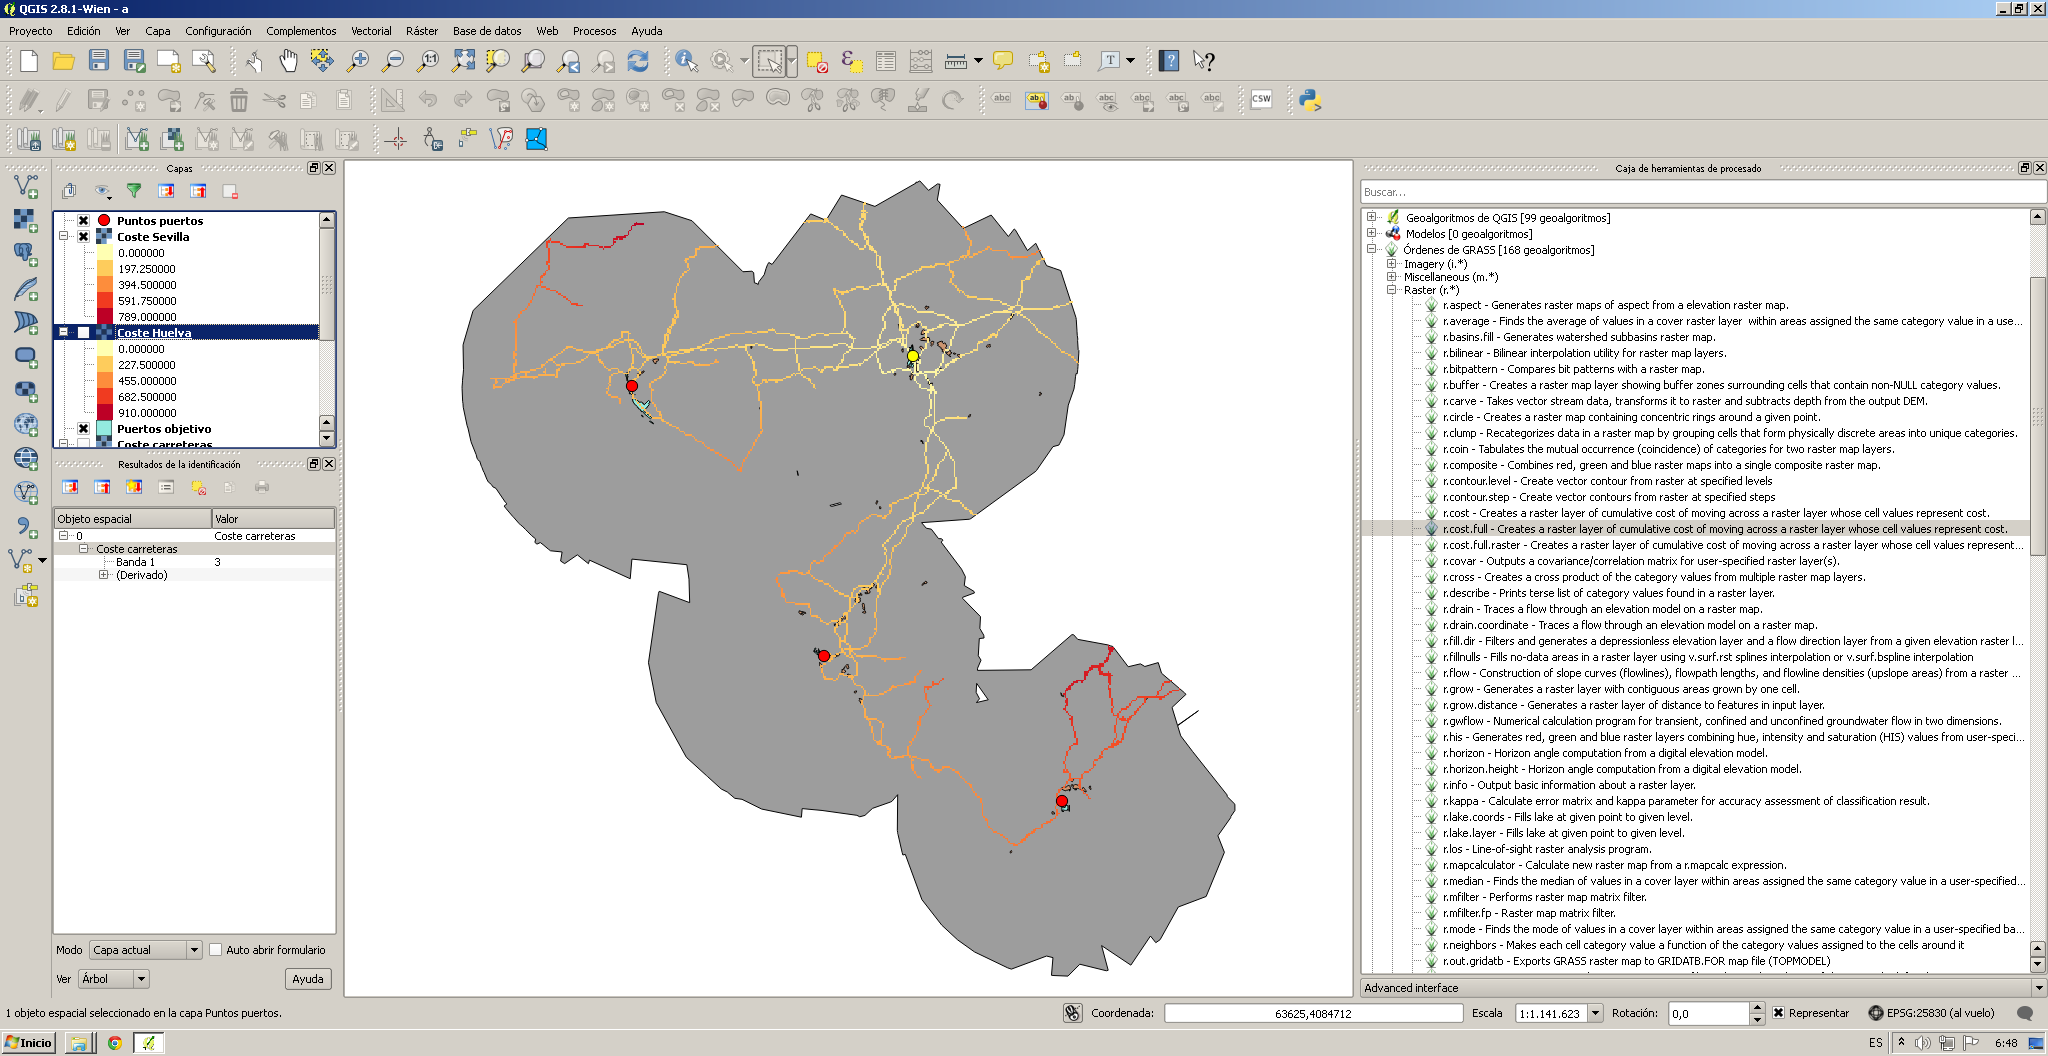 QGIS 2.8.1-Wien - a
Proyecto Edición Ver Capa Configuración Complementos Vectorial Ráster Base de datos Web Procesos Ayuda
Capas
Puntos puertos
Coste Sevilla
0.000000
197.250000
394.500000
591.750000
789.000000
Coste Huelva
0.000000
227.500000
455.000000
682.500000
910.000000
Puertos objetivo
Coste carreteras
Resultados de la identificación
Objeto espacial Valor
0 Coste carreteras
Coste carreteras
Banda 1 3
(Derivado)
Modo Capa actual Auto abrir formulario
Ver Árbol Ayuda
Caja de herramientas de procesado
Buscar...
Geoalgoritmos de QGIS [99 geoalgoritmos]
Modelos [0 geoalgoritmos]
Órdenes de GRASS [168 geoalgoritmos]
Imagery (i.*)
Miscellaneous (m.*)
Raster (r.*)
r.aspect - Generates raster maps of aspect from a elevation raster map.
r.average - Finds the average of values in a cover raster layer within areas assigned the same category value in a use...
r.basins.fill - Generates watershed subbasins raster map.
r.bilinear - Bilinear interpolation utility for raster map layers.
r.bitpattern - Compares bit patterns with a raster map.
r.buffer - Creates a raster map layer showing buffer zones surrounding cells that contain non-NULL category values.
r.carve - Takes vector stream data, transforms it to raster and subtracts depth from the output DEM.
r.circle - Creates a raster map containing concentric rings around a given point.
r.clump - Recategorizes data in a raster map by grouping cells that form physically discrete areas into unique categories.
r.coin - Tabulates the mutual occurrence (coincidence) of categories for two raster map layers.
r.composite - Combines red, green and blue raster maps into a single composite raster map.
r.contour.level - Create vector contour from raster at specified levels
r.contour.step - Create vector contours from raster at specified steps
r.cost - Creates a raster layer of cumulative cost of moving across a raster layer whose cell values represent cost.
r.cost.full - Creates a raster layer of cumulative cost of moving across a raster layer whose cell values represent cost.
r.cost.full.raster - Creates a raster layer of cumulative cost of moving across a raster layer whose cell values represent...
r.covar - Outputs a covariance/correlation matrix for user-specified raster layer(s).
r.cross - Creates a cross product of the category values from multiple raster map layers.
r.describe - Prints terse list of category values found in a raster layer.
r.drain - Traces a flow through an elevation model on a raster map.
r.drain.coordinate - Traces a flow through an elevation model on a raster map.
r.fill.dir - Filters and generates a depressionless elevation layer and a flow direction layer from a given elevation raster l...
r.fillnulls - Fills no-data areas in a raster layer using v.surf.rst splines interpolation or v.surf.bspline interpolation
r.flow - Construction of slope curves (flowlines), flowpath lengths, and flowline densities (upslope areas) from a raster ...
r.grow - Generates a raster layer with contiguous areas grown by one cell.
r.grow.distance - Generates a raster layer of distance to features in input layer.
r.gwflow - Numerical calculation program for transient, confined and unconfined groundwater flow in two dimensions.
r.his - Generates red, green and blue raster layers combining hue, intensity and saturation (HIS) values from user-speci...
r.horizon - Horizon angle computation from a digital elevation model.
r.horizon.height - Horizon angle computation from a digital elevation model.
r.info - Output basic information about a raster layer.
r.kappa - Calculate error matrix and kappa parameter for accuracy assessment of classification result.
r.lake.coords - Fills lake at given point to given level.
r.lake.layer - Fills lake at given point to given level.
r.los - Line-of-sight raster analysis program.
r.mapcalculator - Calculate new raster map from a r.mapcalc expression.
r.median - Finds the median of values in a cover layer within areas assigned the same category value in a user-specified...
r.mfilter - Performs raster map matrix filter.
r.mfilter.fp - Raster map matrix filter.
r.mode - Finds the mode of values in a cover layer within areas assigned the same category value in a user-specified ba...
r.neighbors - Makes each cell category value a function of the category values assigned to the cells around it
r.out.gridatb - Exports GRASS raster map to GRIDATB.FOR map file (TOPMODEL)
Advanced interface
1 objeto espacial seleccionado en la capa Puntos puertos.
Coordenada: 63625,4084712 Escala 1:1.141.623 Rotación: 0,0 Representar EPSG:25830 (al vuelo)
Inicio ES 6:48